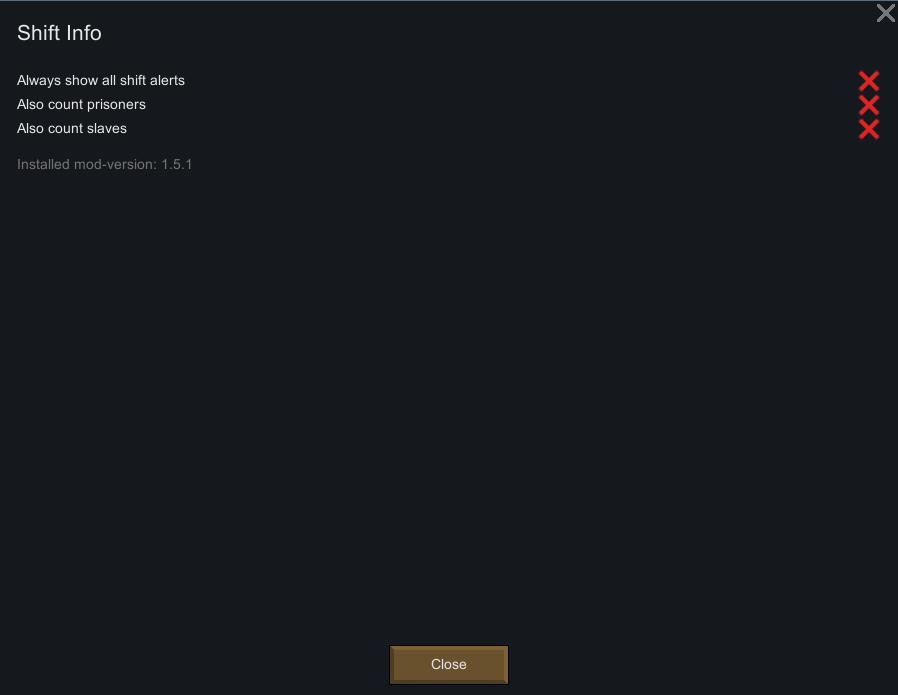 Shift Info
Always show all shift alerts
Also count prisoners
Also count slaves
Installed mod-version: 1.5.1
Close